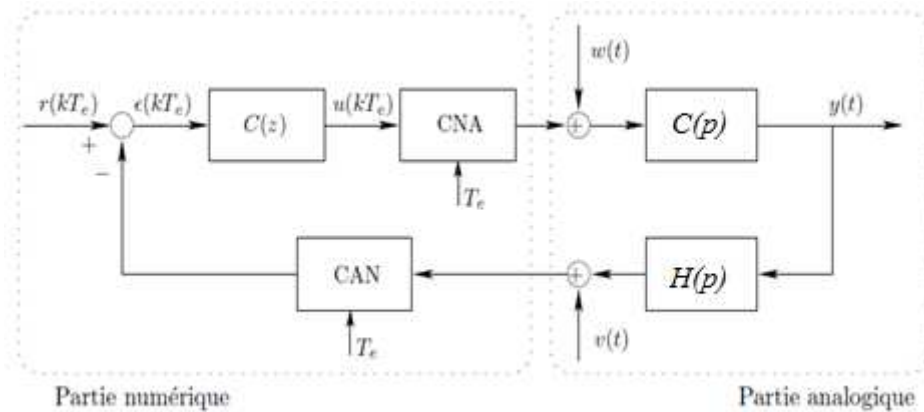 w(t)
r(kTe) ϵ(kTe) u(kTe) y(t)
C(z) CNA + C(p)
+
−
Te
CAN + H(p)
Te
v(t)
Partie numérique Partie analogique